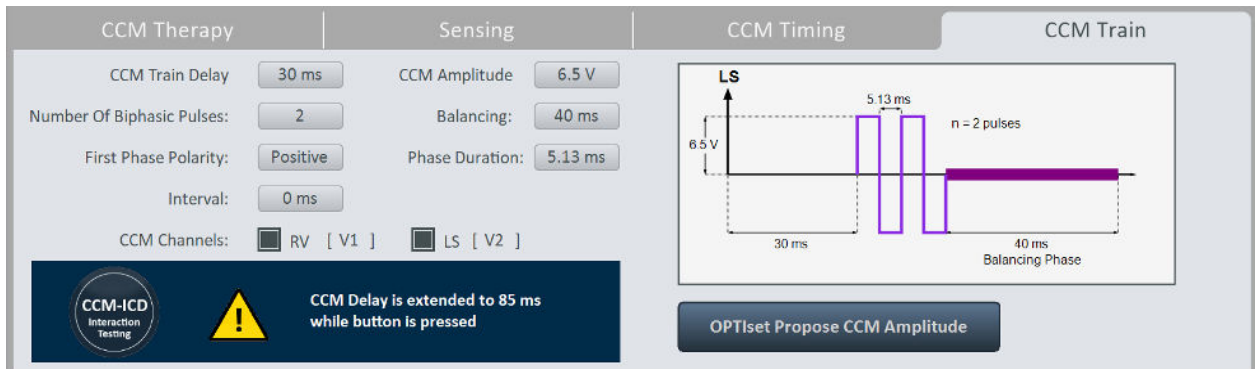 CCM Therapy
Sensing
CCM Timing
CCM Train
CCM Train Delay
30 ms
CCM Amplitude
6.5 V
Number Of Biphasic Pulses:
2
Balancing:
40 ms
First Phase Polarity:
Positive
Phase Duration:
5.13 ms
Interval:
0 ms
CCM Channels:
RV [ V1 ]
LS [ V2 ]
CCM-ICD
Interaction
Testing
!
CCM Delay is extended to 85 ms
while button is pressed
LS
5.13 ms
n = 2 pulses
6.5 V
30 ms
40 ms
Balancing Phase
OPTIset Propose CCM Amplitude